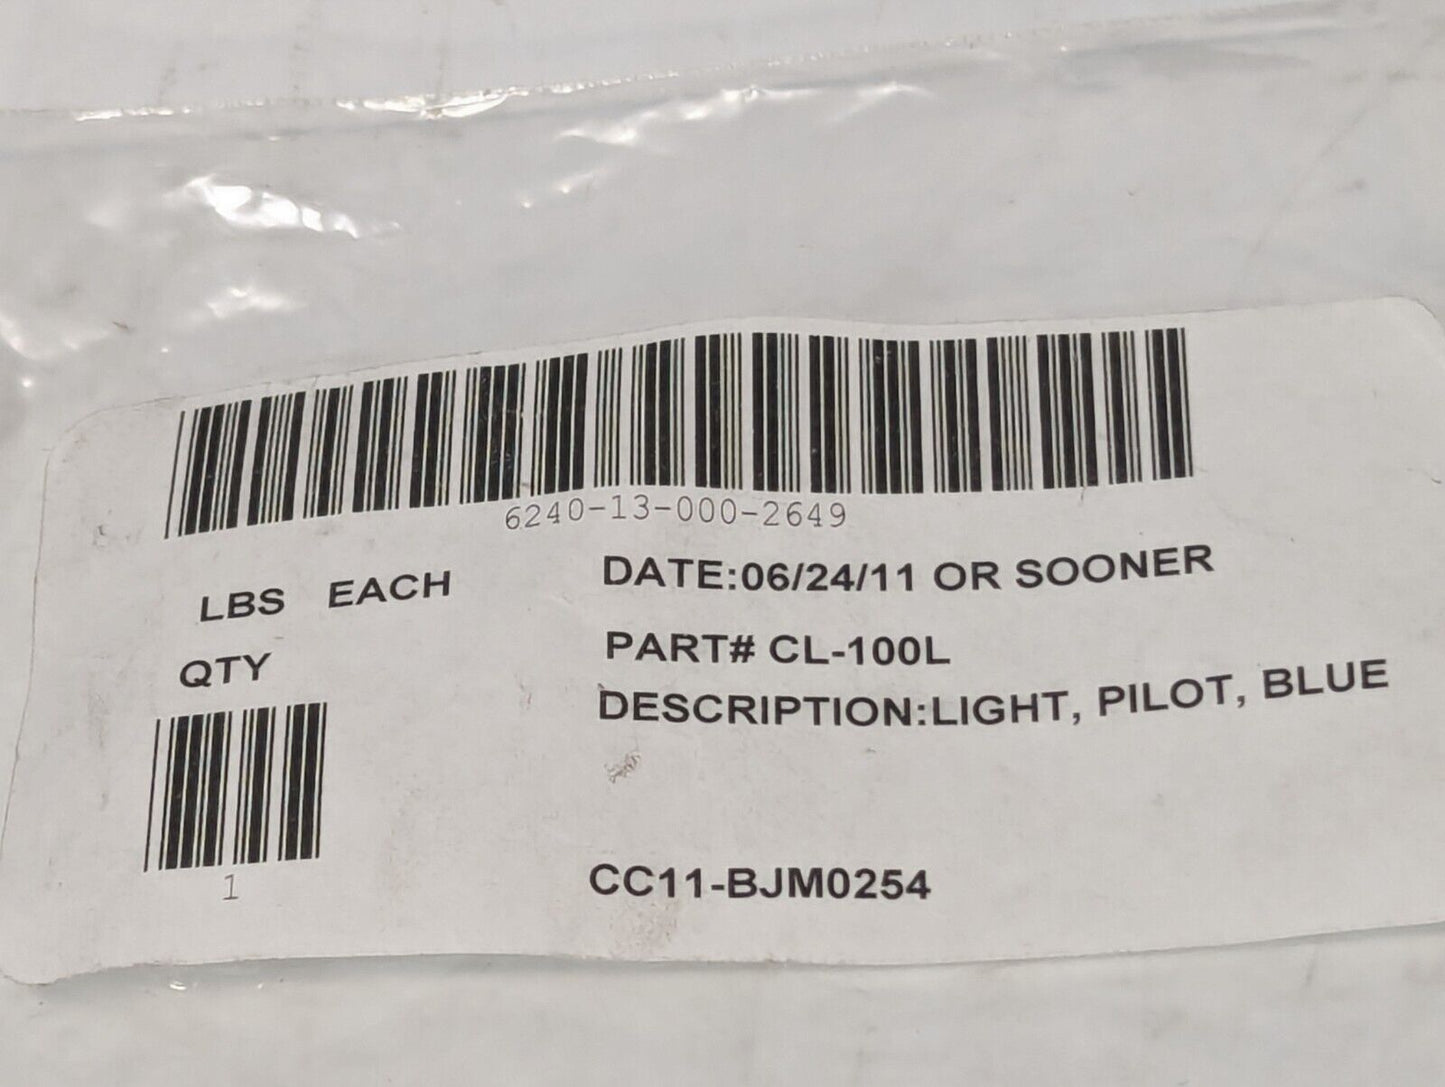 6240-13-000-2649
LBS EACH
QTY
1
DATE:06/24/11 OR SOONER
PART# CL-100L
DESCRIPTION:LIGHT, PILOT, BLUE
CC11-BJM0254